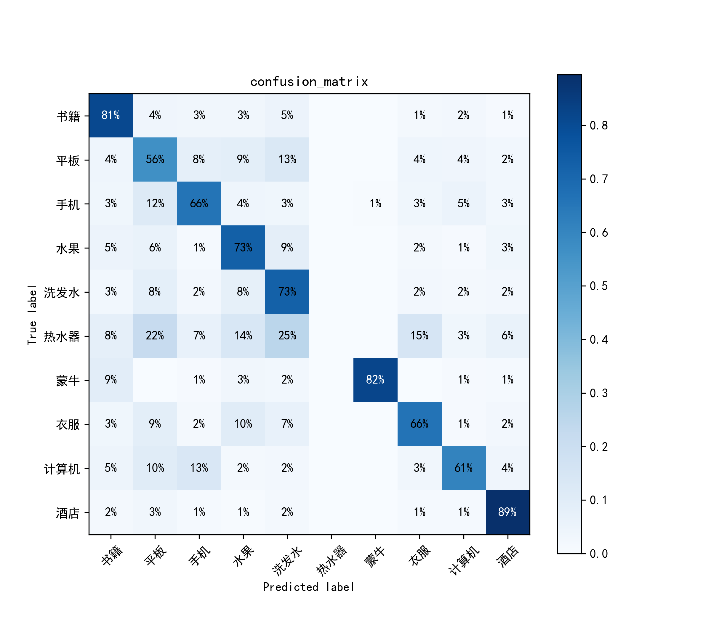 confusion_matrix
书籍 81% 4% 3% 3% 5% 1% 2% 1%
平板 4% 56% 8% 9% 13% 4% 4% 2%
手机 3% 12% 66% 4% 3% 1% 3% 5% 3%
水果 5% 6% 1% 73% 9% 2% 1% 3%
洗发水 3% 8% 2% 8% 73% 2% 2% 2%
热水器 8% 22% 7% 14% 25% 15% 3% 6%
蒙牛 9% 1% 3% 2% 82% 1% 1%
衣服 3% 9% 2% 10% 7% 66% 1% 2%
计算机 5% 10% 13% 2% 2% 3% 61% 4%
酒店 2% 3% 1% 1% 2% 1% 1% 89%
True label
书籍 平板 手机 水果 洗发水 热水器 蒙牛 衣服 计算机 酒店
Predicted label
0.8
0.7
0.6
0.5
0.4
0.3
0.2
0.1
0.0